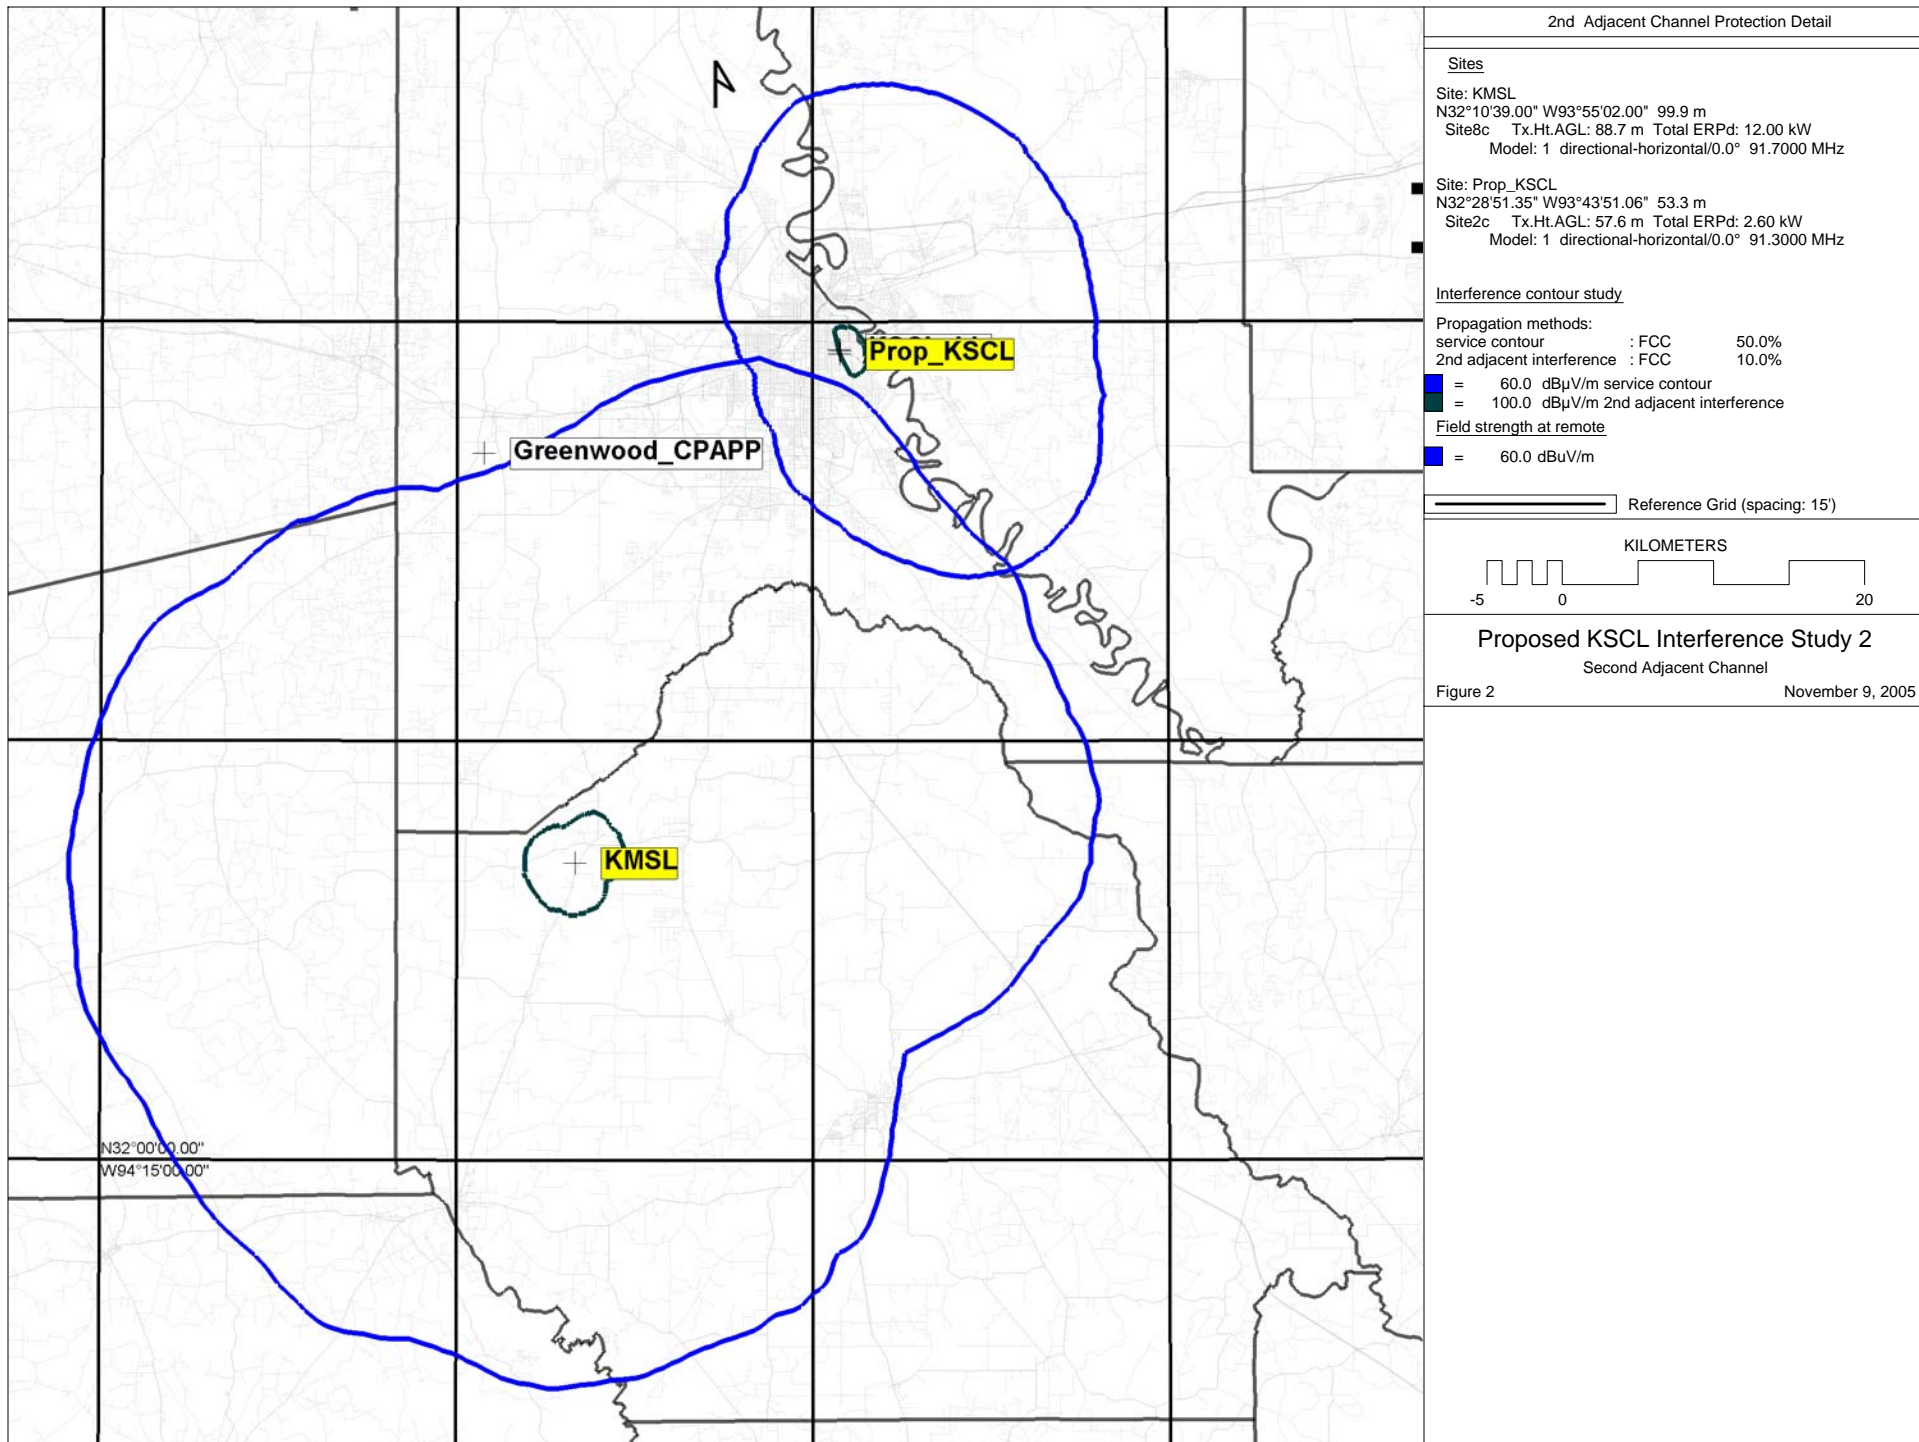 2nd  Adjacent Channel Protection Detail
Sites
Site: KMSL
N32°10'39.00" W93°55'02.00"  99.9 m
Site8c    Tx.Ht.AGL: 88.7 m  Total ERPd: 12.00 kW
Model: 1  directional-horizontal/0.0°  91.7000 MHz
Site: Prop_KSCL
N32°28'51.35" W93°43'51.06"  53.3 m
Site2c    Tx.Ht.AGL: 57.6 m  Total ERPd: 2.60 kW
Model: 1  directional-horizontal/0.0°  91.3000 MHz
Interference contour study
Propagation methods:
service contour : FCC 50.0%
2nd adjacent interference : FCC 10.0%
= 60.0 dBµV/m service contour
= 100.0 dBµV/m 2nd adjacent interference
Field strength at remote
= 60.0 dBuV/m
Reference Grid (spacing: 15')
KILOMETERS
-5 0 20
Proposed KSCL Interference Study 2
Second Adjacent Channel
Figure 2 November 9, 2005
Prop_KSCL
Greenwood_CPAPP
KMSL
N32°00'00.00"
W94°15'00.00"